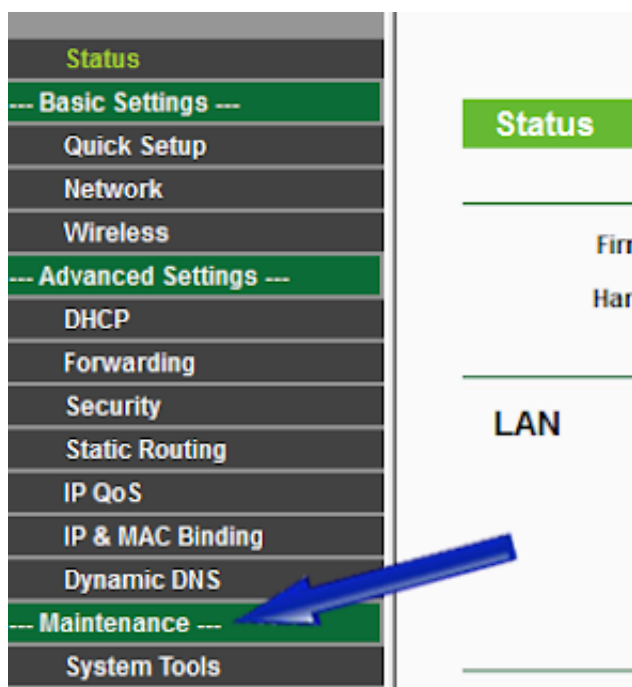 Status
--- Basic Settings ---
Quick Setup
Network
Wireless
--- Advanced Settings ---
DHCP
Forwarding
Security
Static Routing
IP QoS
IP & MAC Binding
Dynamic DNS
--- Maintenance ---
System Tools
Status
LAN